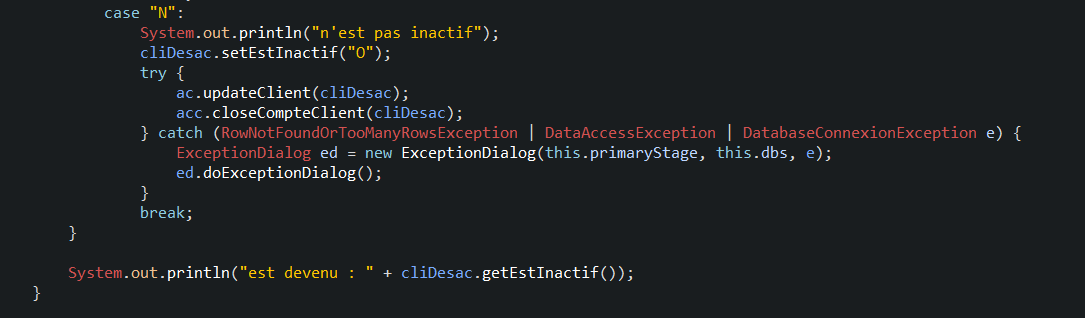 case "N":
System.out.println("n'est pas inactif");
cliDesac.setEstInactif("O");
try {
ac.updateClient(cliDesac);
acc.closeCompteClient(cliDesac);
} catch (RowNotFoundOrTooManyRowsException | DataAccessException | DatabaseConnexionException e) {
ExceptionDialog ed = new ExceptionDialog(this.primaryStage, this.dbs, e);
ed.doExceptionDialog();
}
break;
}
System.out.println("est devenu : " + cliDesac.getEstInactif());
}